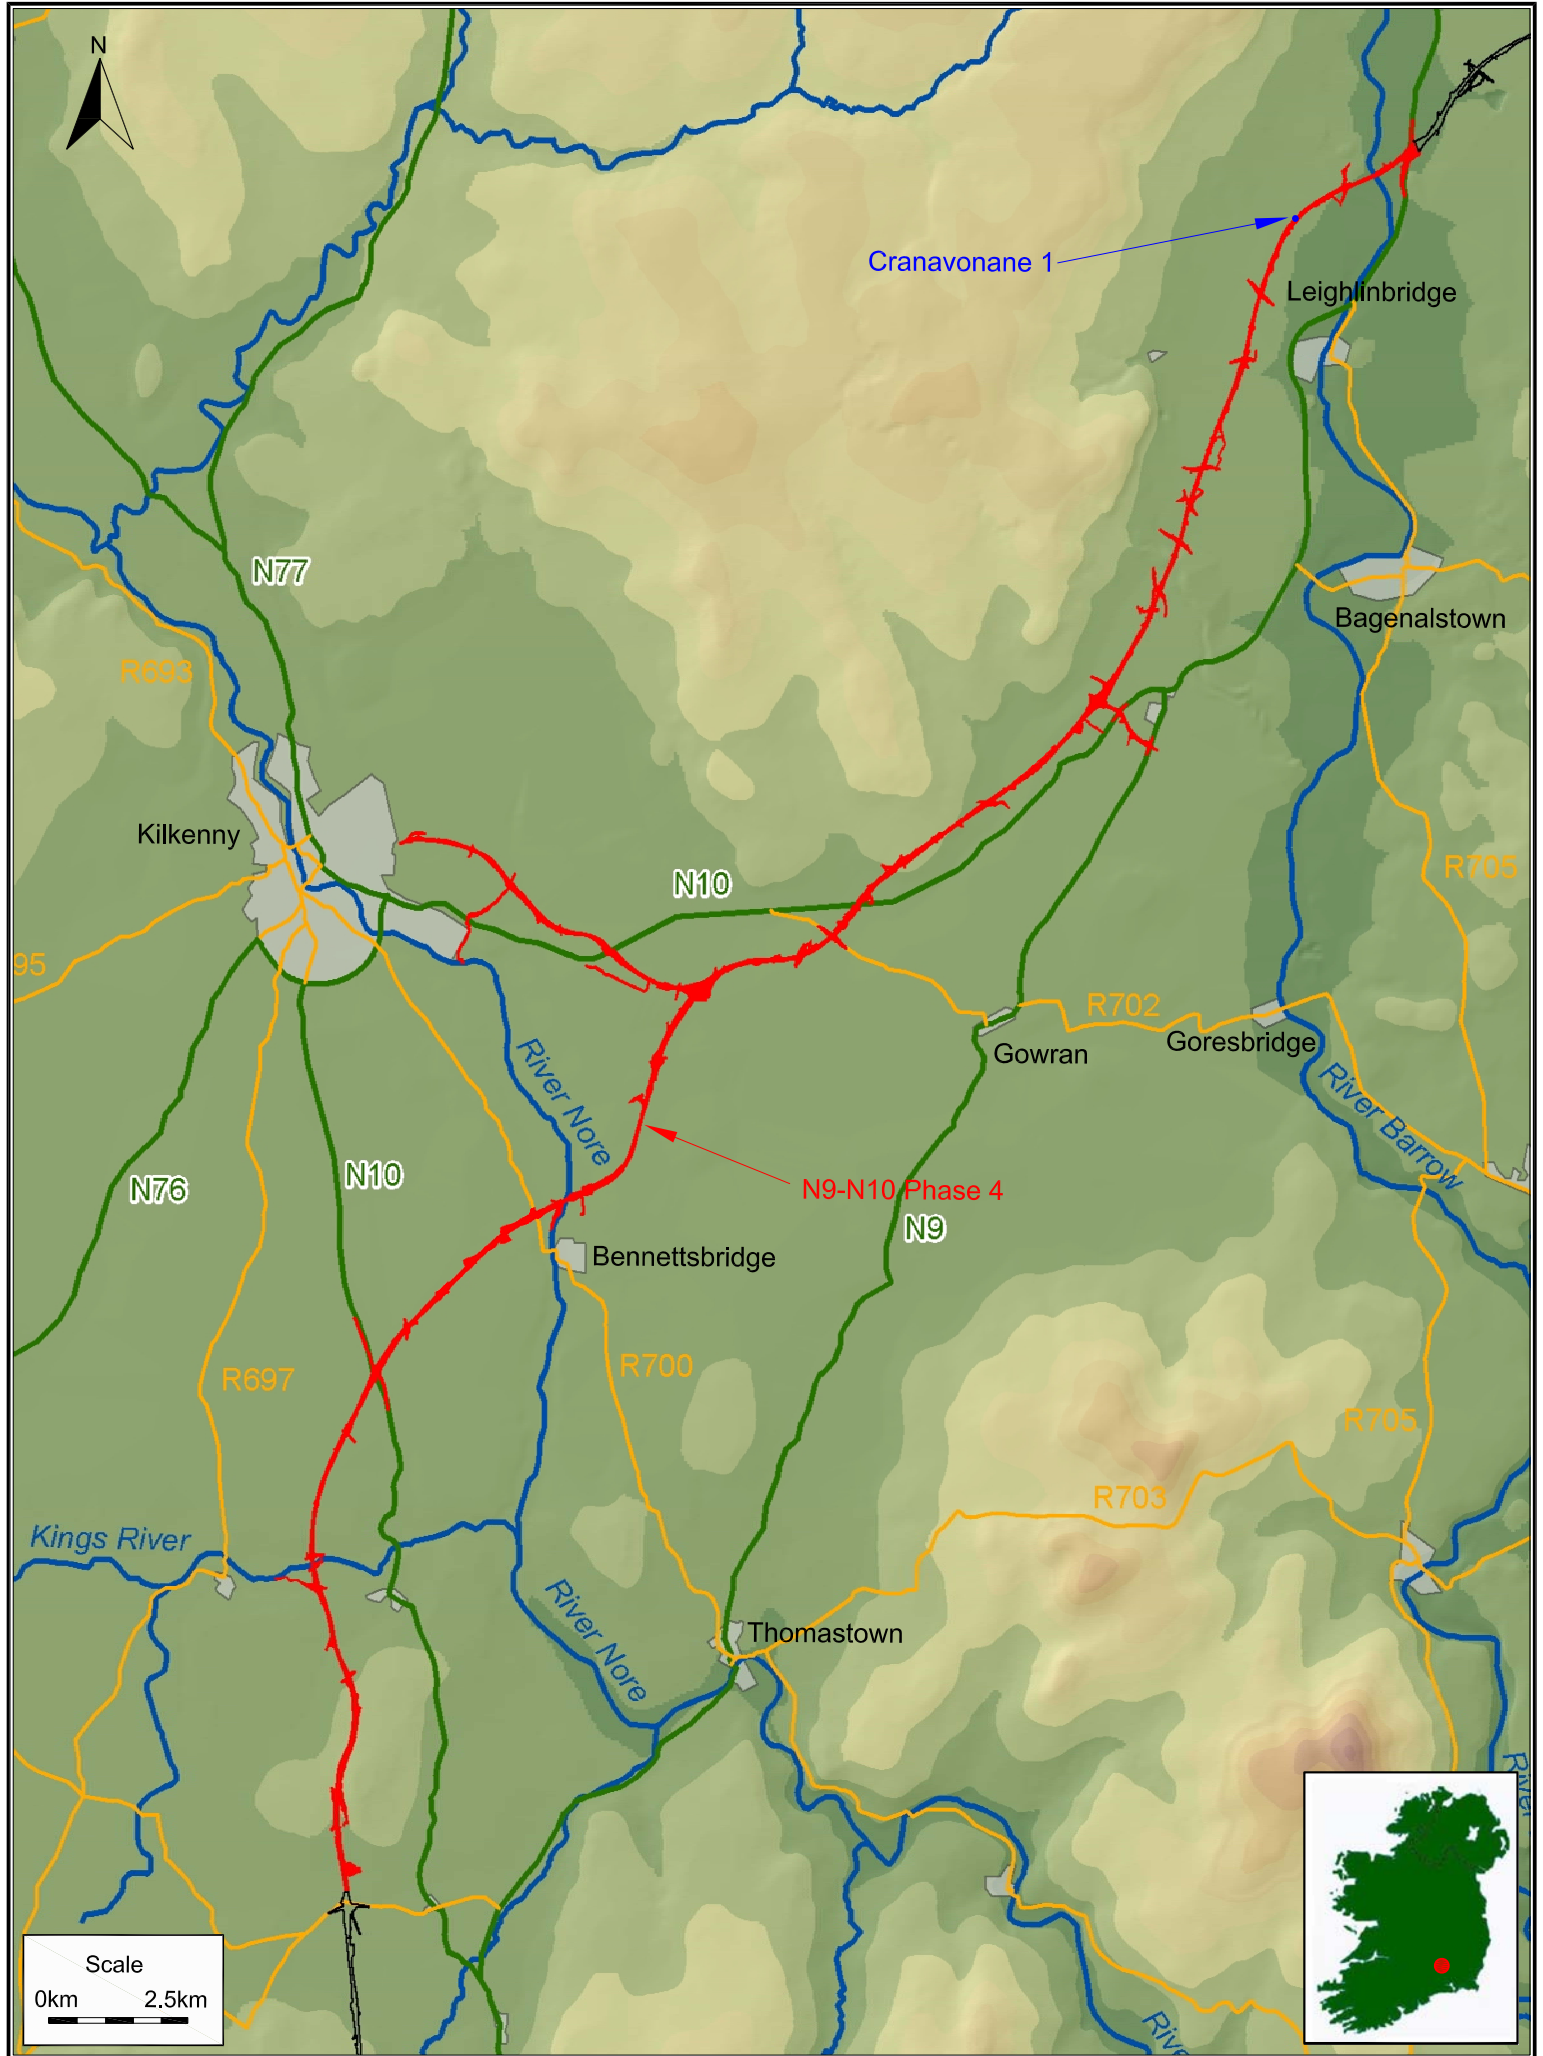 N
Cranavonane 1
Leighlinbridge
N77
Bagenalstown
R693
Kilkenny
R705
N10
95
R702
Goresbridge
Gowran
River Nore
River Barrow
N76
N10
N9-N10 Phase 4
N9
Bennettsbridge
R700
R697
R705
R703
Kings River
River Nore
Thomastown
River
Scale
0km 2.5km